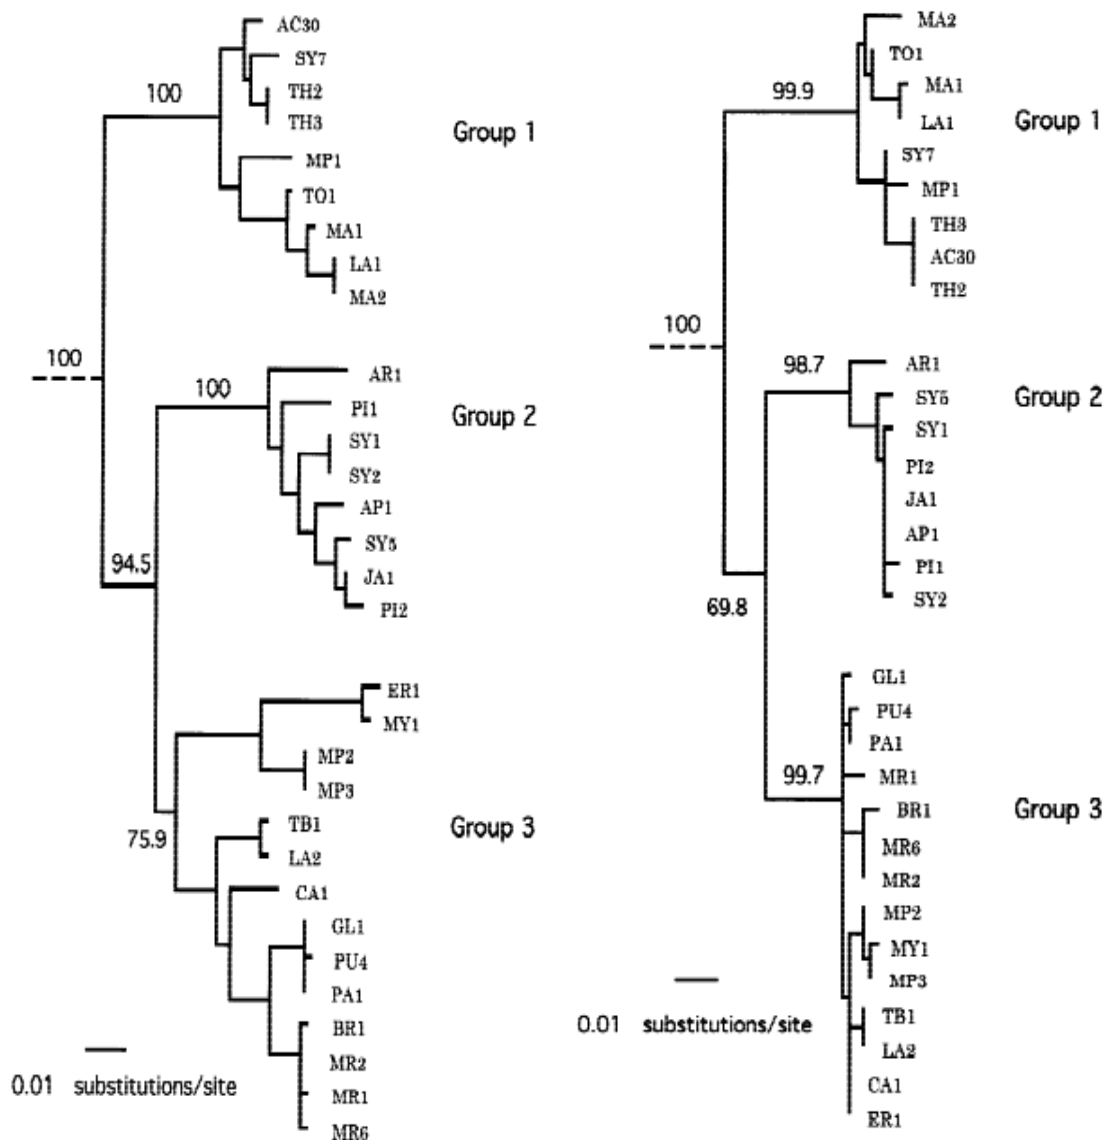 AC30
SY7
100
TH2
TH3
Group 1
MP1
TO1
MA1
LA1
MA2
100
100
AR1
PI1
Group 2
SY1
SY2
AP1
SY5
94.5
JA1
PI2
ER1
MY1
MP2
MP3
TB1
Group 3
75.9
LA2
CA1
GL1
PU4
PA1
BR1
MR2
0.01 substitutions/site
MR1
MR6
MA2
TO1
99.9
MA1
LA1
Group 1
SY7
MP1
TH3
AC30
TH2
100
98.7
AR1
SY5
Group 2
SY1
PI2
JA1
AP1
PI1
SY2
69.8
GL1
PU4
PA1
99.7
MR1
BR1
Group 3
MR6
MR2
MP2
MY1
MP3
TB1
0.01 substitutions/site
LA2
CA1
ER1